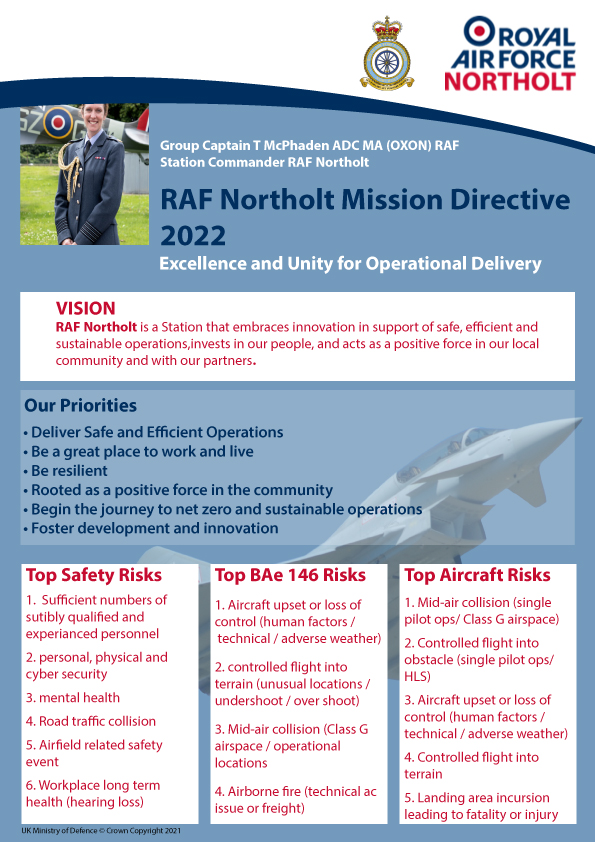 ROYAL
AIR FORCE
NORTHOLT
GZ
Group Captain T McPhaden ADC MA (OXON) RAF
Station Commander RAF Northolt
RAF Northolt Mission Directive
2022
Excellence and Unity for Operational Delivery
VISION
RAF Northolt is a Station that embraces innovation in support of safe, efficient and
sustainable operations,invests in our people, and acts as a positive force in our local
community and with our partners.
Our Priorities
• Deliver Safe and Efficient Operations
• Be a great place to work and live
• Be resilient
• Rooted as a positive force in the community
• Begin the journey to net zero and sustainable operations
• Foster development and innovation
Top Safety Risks
1. Sufficient numbers of
sutibly qualified and
experianced personnel
2. personal, physical and
cyber security
3. mental health
4. Road traffic collision
5. Airfield related safety
event
6. Workplace long term
health (hearing loss)
Top BAe 146 Risks
1. Aircraft upset or loss of
control (human factors /
technical / adverse weather)
2. controlled flight into
terrain (unusual locations /
undershoot / over shoot)
3. Mid-air collision (Class G
airspace / operational
locations
4. Airborne fire (technical ac
issue or freight)
Top Aircraft Risks
1. Mid-air collision (single
pilot ops/ Class G airspace)
2. Controlled flight into
obstacle (single pilot ops/
HLS)
3. Aircraft upset or loss of
control (human factors /
technical / adverse weather)
4. Controlled flight into
terrain
5. Landing area incursion
leading to fatality or injury
UK Ministry of Defence © Crown Copyright 2021